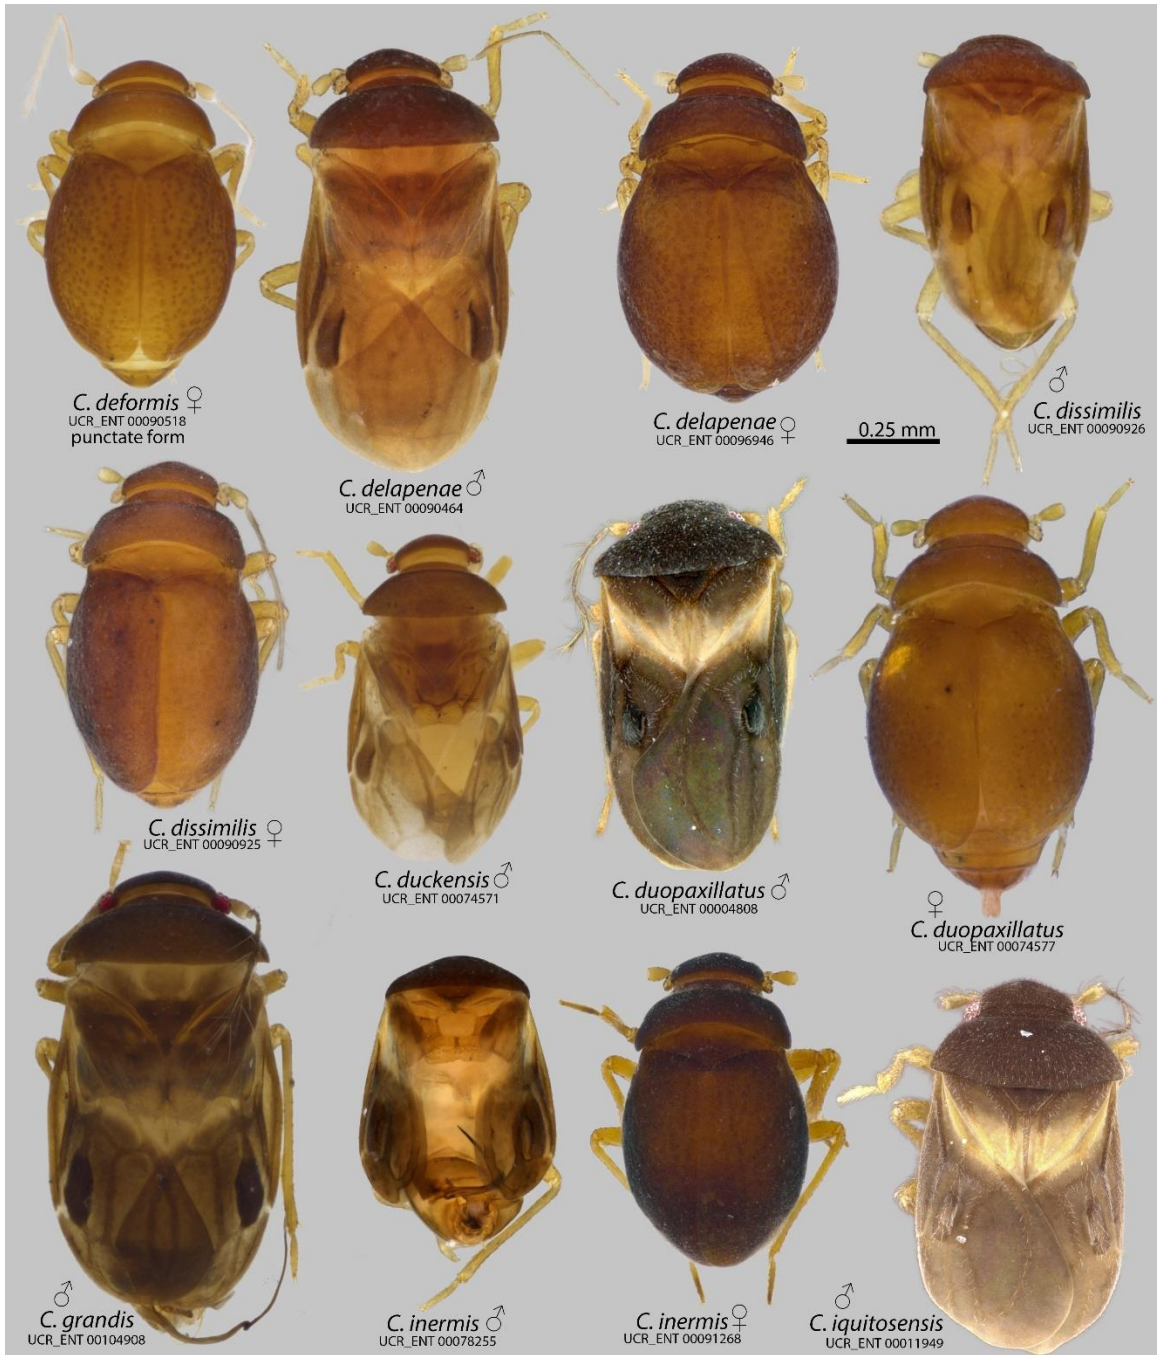 C. deformis ♀
UCR_ENT 00090518
punctate form
C. delapenae ♂
UCR_ENT 00090464
C. delapenae ♀
UCR_ENT 00096946
0.25 mm
♂
C. dissimilis
UCR_ENT 00090926
C. dissimilis ♀
UCR_ENT 00090925
C. duckensis ♂
UCR_ENT 00074571
C. duopaxillatus ♂
UCR_ENT 00004808
♀
C. duopaxillatus
UCR_ENT 00074577
♂
C. grandis
UCR_ENT 00104908
C. inermis ♂
UCR_ENT 00078255
C. inermis ♀
UCR_ENT 00091268
♂
C. iquitosensis
UCR_ENT 00011949